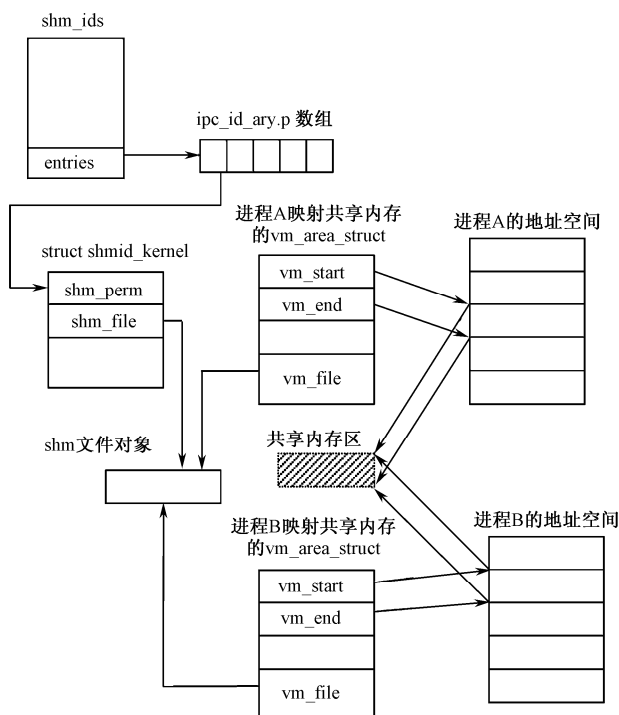 shm_ids
entries
ipc_id_ary.p 数组
struct shmid_kernel
shm_perm
shm_file
进程A映射共享内存
的vm_area_struct
vm_start
vm_end
vm_file
进程A的地址空间
shm文件对象
共享内存区
进程B映射共享内存
的vm_area_struct
vm_start
vm_end
vm_file
进程B的地址空间